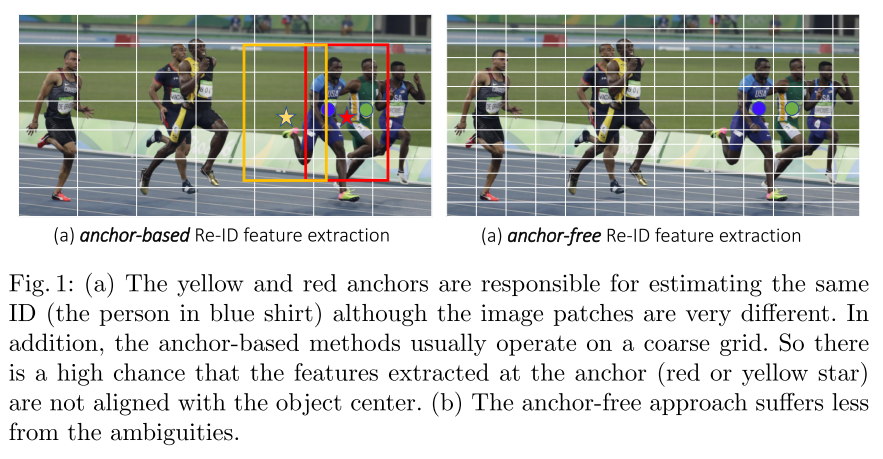 USA
(a) anchor-based Re-ID feature extraction
(a) anchor-free Re-ID feature extraction
Fig. 1: (a) The yellow and red anchors are responsible for estimating the same
ID (the person in blue shirt) although the image patches are very different. In
addition, the anchor-based methods usually operate on a coarse grid. So there
is a high chance that the features extracted at the anchor (red or yellow star)
are not aligned with the object center. (b) The anchor-free approach suffers less
from the ambiguities.